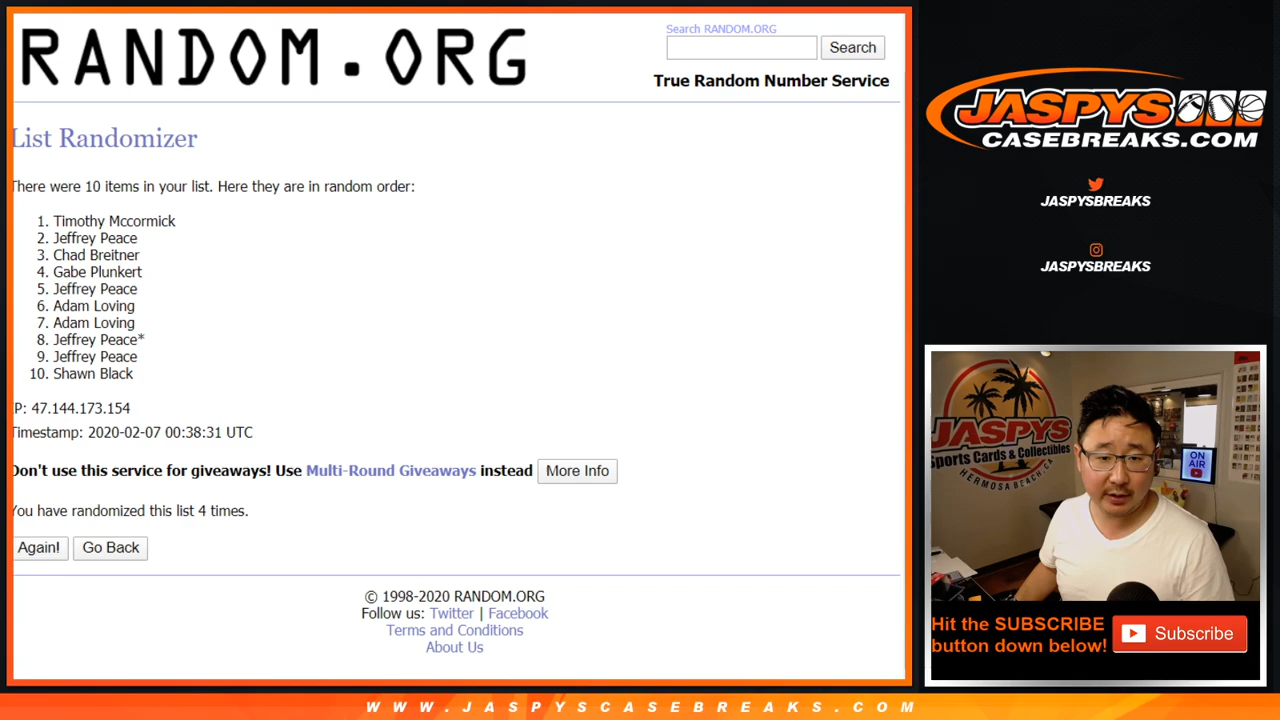 RANDOM.ORG
Search RANDOM.ORG
Search
True Random Number Service
List Randomizer
There were 10 items in your list. Here they are in random order:
1. Timothy Mccormick
2. Jeffrey Peace
3. Chad Breitner
4. Gabe Plunkert
5. Jeffrey Peace
6. Adam Loving
7. Adam Loving
8. Jeffrey Peace*
9. Jeffrey Peace
10. Shawn Black
IP: 47.144.173.154
Timestamp: 2020-02-07 00:38:31 UTC
Don't use this service for giveaways! Use Multi-Round Giveaways instead More Info
You have randomized this list 4 times.
Again! Go Back
© 1998-2020 RANDOM.ORG
Follow us: Twitter | Facebook
Terms and Conditions
About Us
JASPYS
CASEBREAKS.COM
JASPYSBREAKS
JASPYSBREAKS
JASPYS
Sports Cards & Collectibles
HERMOSA BEACH, CA
ON
AIR
Hit the SUBSCRIBE
button down below!
Subscribe
WWW.JASPYSCASEBREAKS.COM